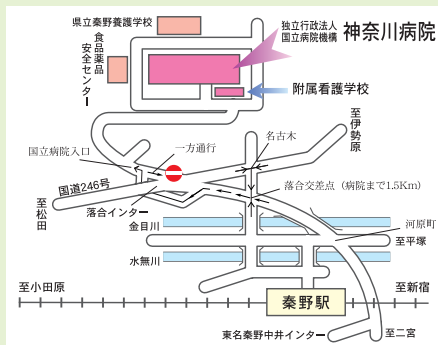 県立秦野養護学校
独立行政法人
国立病院機構
神奈川病院
食品薬品
安全センター
附属看護学校
至伊勢原
国立病院入口
一方通行
名古木
国道246号
落合交差点(病院まで1.5Km)
至松田
落合インター
金目川
河原町
水無川
至平塚
至小田原
至新宿
秦野駅
東名秦野中井インター
至二宮